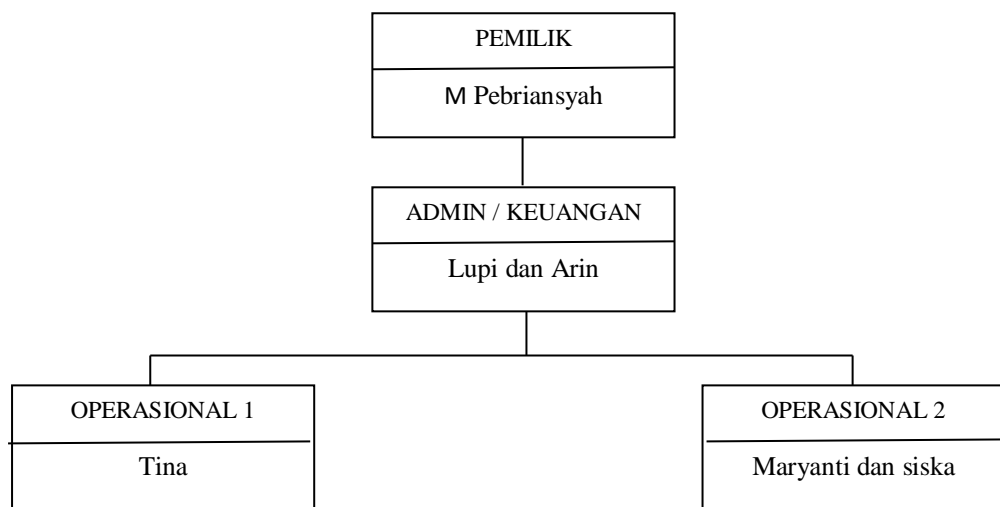 PEMILIK
M Pebriansyah
ADMIN / KEUANGAN
Lupi dan Arin
OPERASIONAL 1
Tina
OPERASIONAL 2
Maryanti dan siska